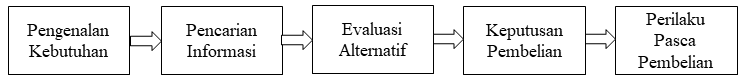 Pengenalan
Kebutuhan
Pencarian
Informasi
Evaluasi
Alternatif
Keputusan
Pembelian
Perilaku
Pasca
Pembelian